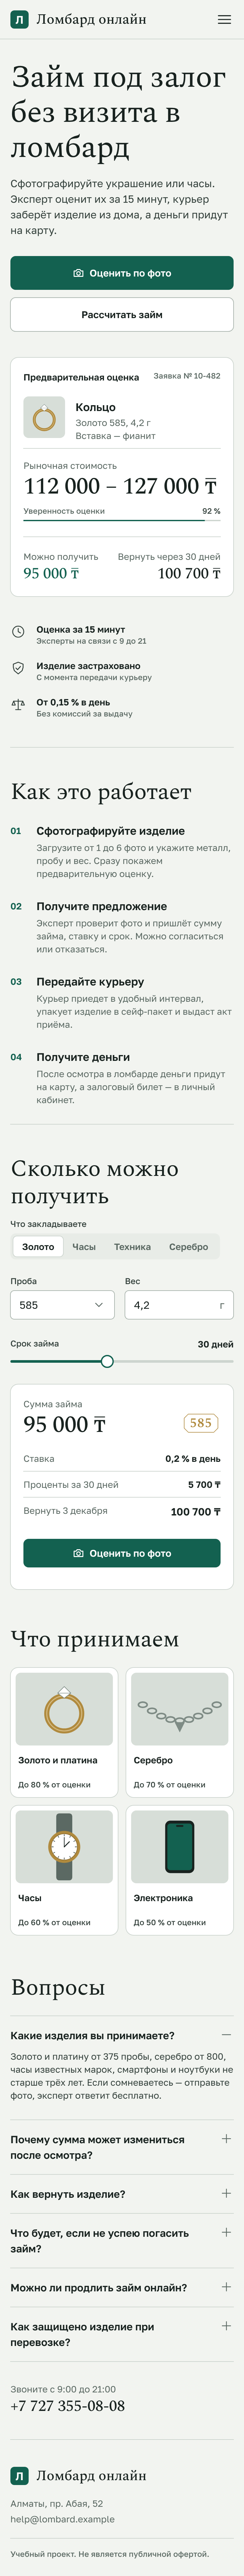 Л Ломбард онлайн
Займ под залог
без визита в
ломбард
Сфотографируйте украшение или часы.
Эксперт оценит их за 15 минут, курьер
заберёт изделие из дома, а деньги придут
на карту.
Оценить по фото
Рассчитать займ
Предварительная оценка Заявка № 10-482
Кольцо
Золото 585, 4,2 г
Вставка — фианит
Рыночная стоимость
112 000 – 127 000 ₸
Уверенность оценки 92 %
Можно получить Вернуть через 30 дней
95 000 ₸ 100 700 ₸
Оценка за 15 минут
Эксперты на связи с 9 до 21
Изделие застраховано
С момента передачи курьеру
От 0,15 % в день
Без комиссий за выдачу
Как это работает
01 Сфотографируйте изделие
Загрузите от 1 до 6 фото и укажите металл,
пробу и вес. Сразу покажем
предварительную оценку.
02 Получите предложение
Эксперт проверит фото и пришлёт сумму
займа, ставку и срок. Можно согласиться
или отказаться.
03 Передайте курьеру
Курьер приедет в удобный интервал,
упакует изделие в сейф-пакет и выдаст акт
приёма.
04 Получите деньги
После осмотра в ломбарде деньги придут
на карту, а залоговый билет — в личный
кабинет.
Сколько можно
получить
Что закладываете
Золото Часы Техника Серебро
Проба Вес
585 4,2 г
Срок займа 30 дней
Сумма займа
95 000 ₸ 585
Ставка 0,2 % в день
Проценты за 30 дней 5 700 ₸
Вернуть 3 декабря 100 700 ₸
Оценить по фото
Что принимаем
Золото и платина Серебро
До 80 % от оценки До 70 % от оценки
Часы Электроника
До 60 % от оценки До 50 % от оценки
Вопросы
Какие изделия вы принимаете?
Золото и платину от 375 пробы, серебро от 800,
часы известных марок, смартфоны и ноутбуки не
старше трёх лет. Если сомневаетесь — отправьте
фото, эксперт ответит бесплатно.
Почему сумма может измениться
после осмотра?
Как вернуть изделие?
Что будет, если не успею погасить
займ?
Можно ли продлить займ онлайн?
Как защищено изделие при
перевозке?
Звоните с 9:00 до 21:00
+7 727 355-08-08
Л Ломбард онлайн
Алматы, пр. Абая, 52
help@lombard.example
Учебный проект. Не является публичной офертой.